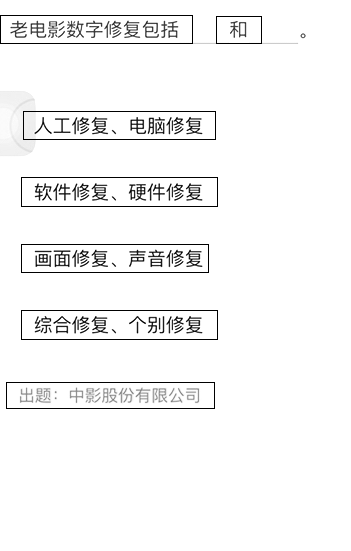 老电影数字修复包括 和 。
人工修复、电脑修复
软件修复、硬件修复
画面修复、声音修复
综合修复、个别修复
出题：中影股份有限公司